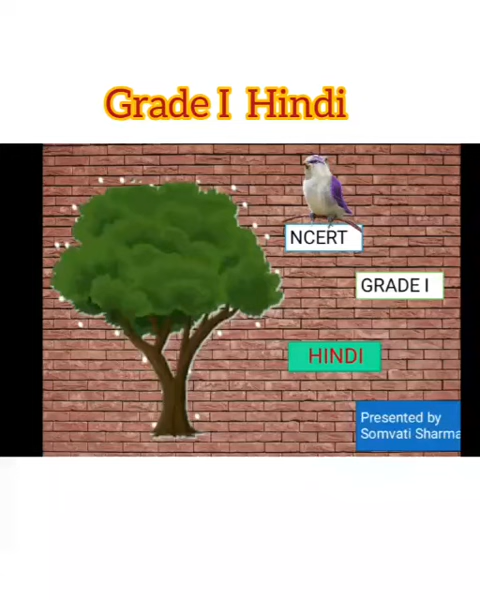 Grade I Hindi
NCERT
GRADE I
HINDI
Presented by
Somvati Sharma